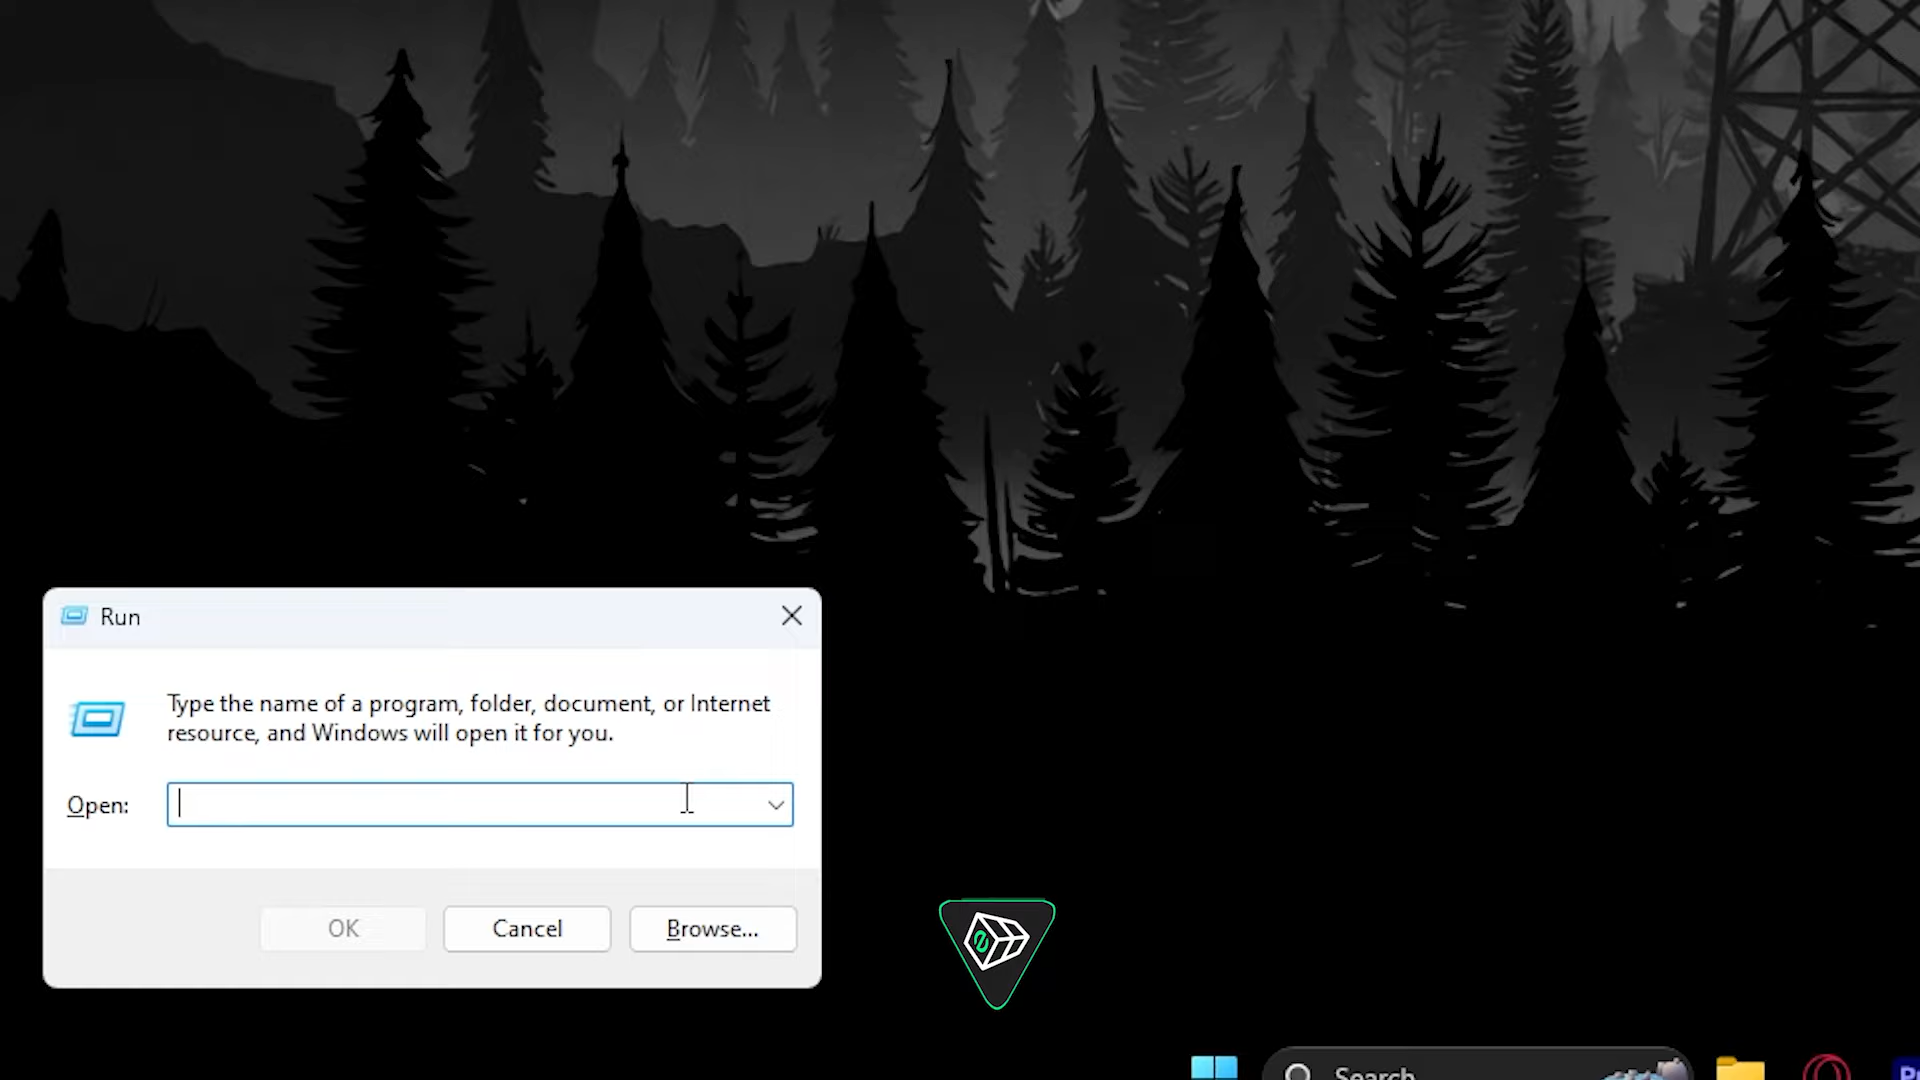 Run
Type the name of a program, folder, document, or Internet
resource, and Windows will open it for you.
Open:
OK
Cancel
Browse...
Search